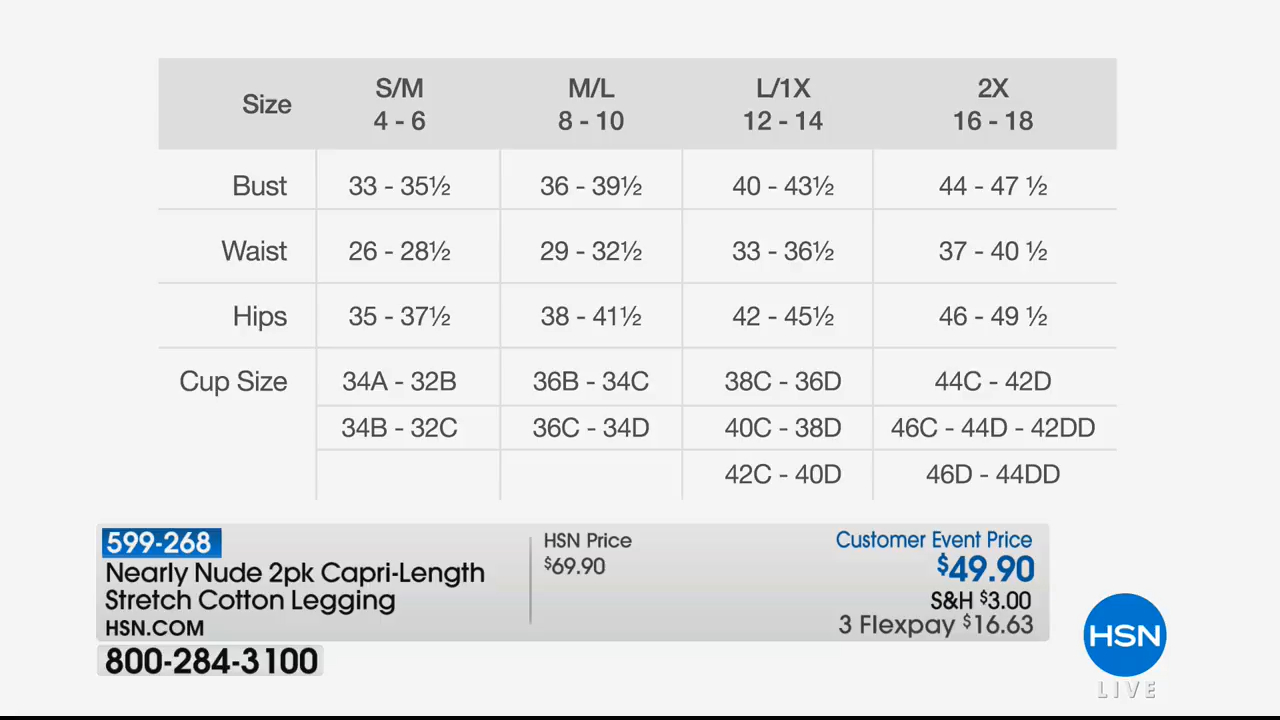 Size S/M M/L L/1X 2X
4 - 6 8 - 10 12 - 14 16 - 18
Bust 33 - 35½ 36 - 39½ 40 - 43½ 44 - 47 ½
Waist 26 - 28½ 29 - 32½ 33 - 36½ 37 - 40 ½
Hips 35 - 37½ 38 - 41½ 42 - 45½ 46 - 49 ½
Cup Size 34A - 32B 36B - 34C 38C - 36D 44C - 42D
34B - 32C 36C - 34D 40C - 38D 46C - 44D - 42DD
42C - 40D 46D - 44DD
599-268
Nearly Nude 2pk Capri-Length
Stretch Cotton Legging
HSN.COM
800-284-3100
HSN Price
$69.90
Customer Event Price
$49.90
S&H $3.00
3 Flexpay $16.63
HSN
LIVE